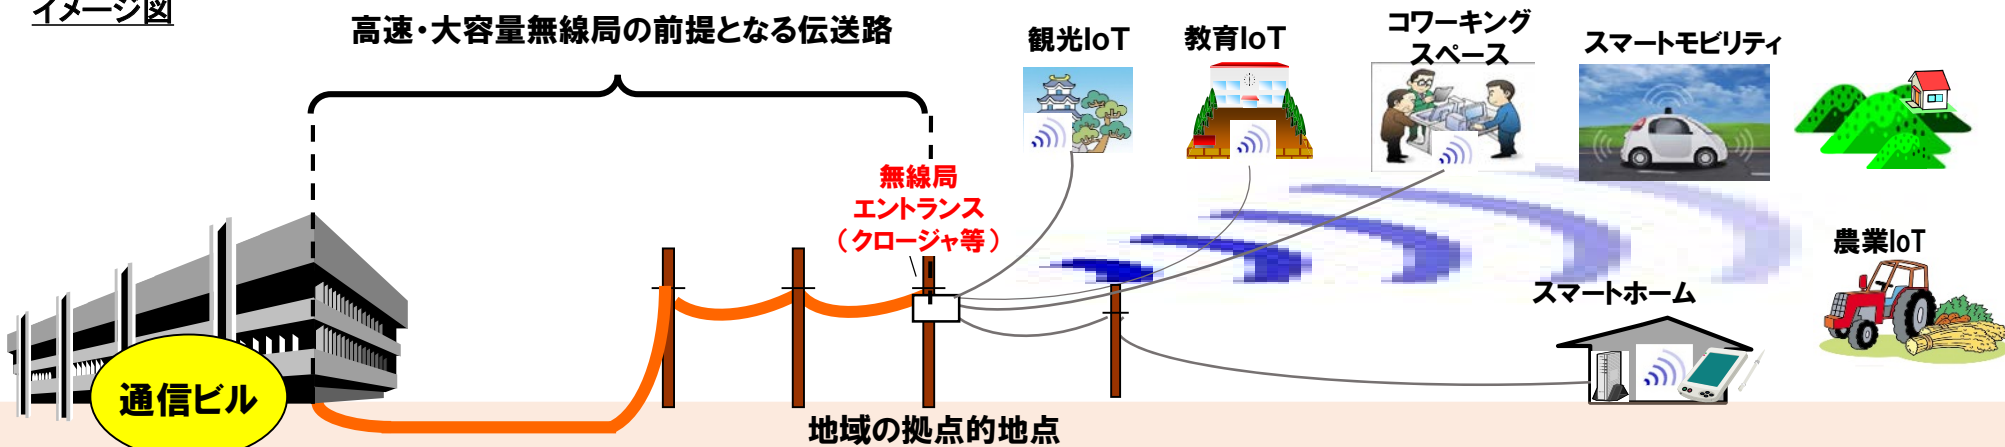 イメージ図
高速・大容量無線局の前提となる伝送路
観光IoT
教育IoT
コワーキング
スペース
スマートモビリティ
無線局
エントランス
（クロージャ等）
農業IoT
スマートホーム
通信ビル
地域の拠点的地点